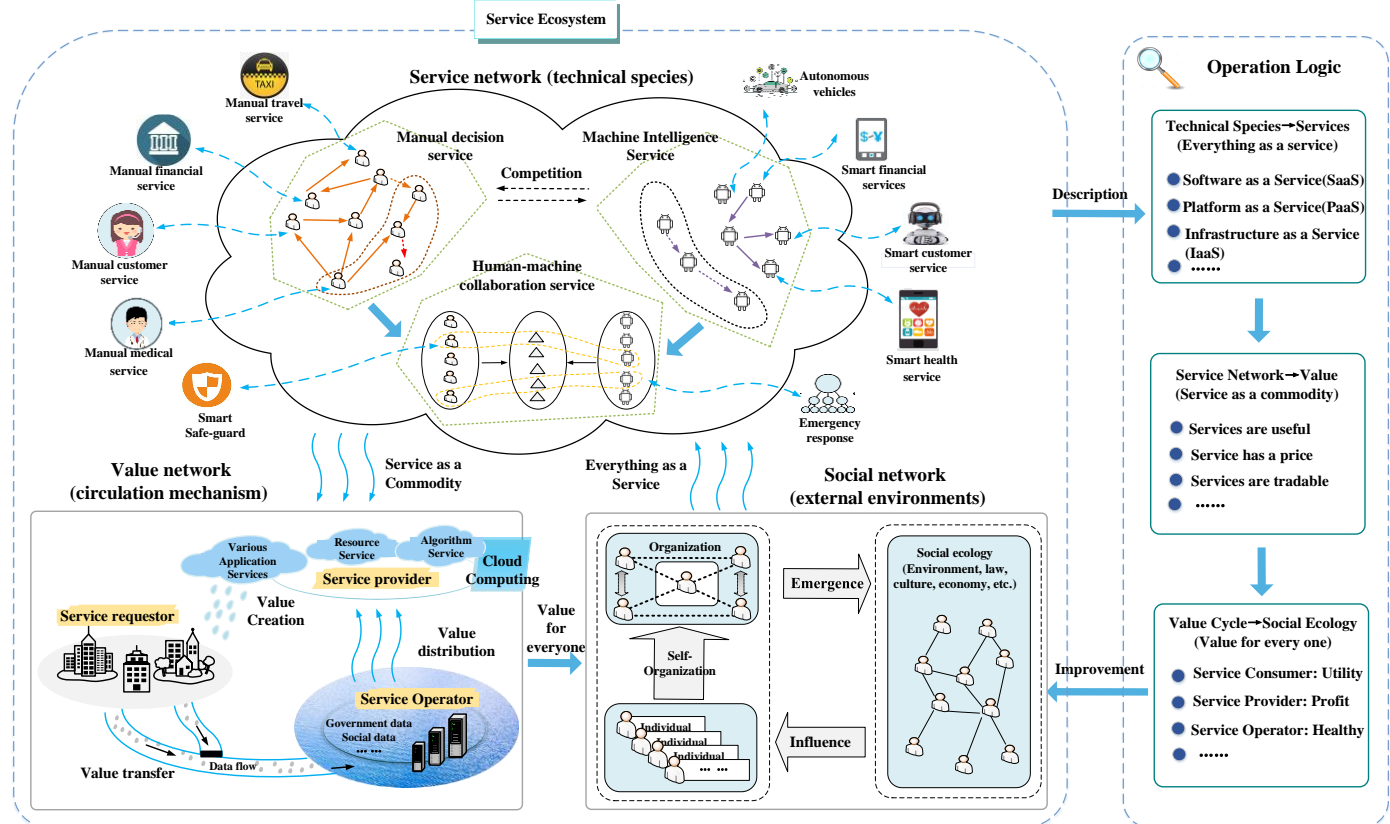 Service Ecosystem
Service network (technical species)
TAXI
Manual travel
service
Manual financial
service
Manual customer
service
Manual medical
service
Smart
Safe-guard
Manual decision
service
Competition
Machine Intelligence
Service
Human-machine
collaboration service
Autonomous
vehicles
$-¥
Smart financial
services
Smart customer
service
Smart health
service
Emergency
response
Value network
(circulation mechanism)
Service as a
Commodity
Everything as a
Service
Social network
(external environments)
Various
Application
Services
Resource
Service
Algorithm
Service
Cloud
Computing
Service provider
Value
Creation
Service requestor
Value
distribution
Service Operator
Government data
Social data
... ...
Value transfer
Data flow
Value
for
everyone
Organization
Self-
Organization
Individual
Individual
Individual
... ...
Emergence
Influence
Social ecology
(Environment, law,
culture, economy, etc.)
Description
Improvement
Operation Logic
Technical Species→Services
(Everything as a service)
Software as a Service(SaaS)
Platform as a Service(PaaS)
Infrastructure as a Service
(IaaS)
......
Service Network→Value
(Service as a commodity)
Services are useful
Service has a price
Services are tradable
......
Value Cycle→Social Ecology
(Value for every one)
Service Consumer: Utility
Service Provider: Profit
Service Operator: Healthy
......